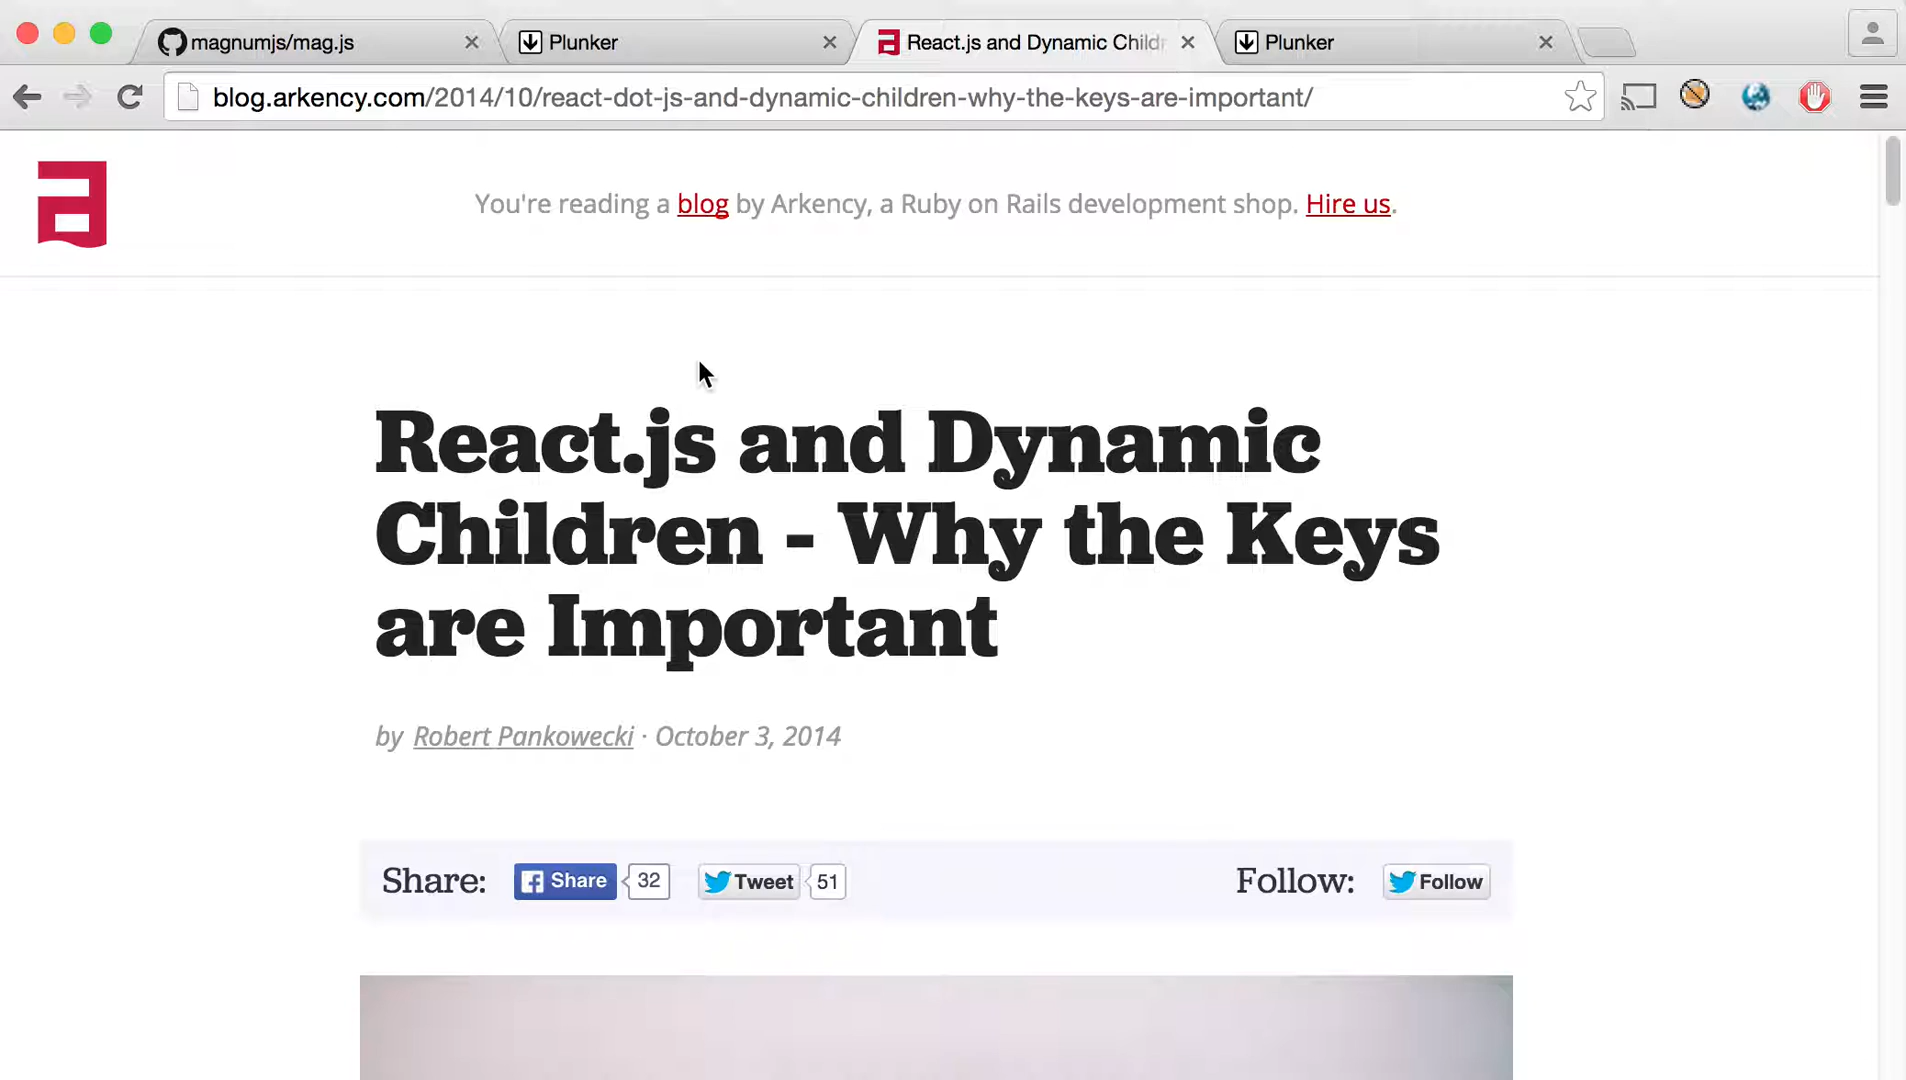 magnumjs/mag.js
Plunker
React.js and Dynamic Childr
Plunker
blog.arkency.com/2014/10/react-dot-js-and-dynamic-children-why-the-keys-are-important/
You're reading a blog by Arkency, a Ruby on Rails development shop. Hire us.
React.js and Dynamic
Children - Why the Keys
are Important
by Robert Pankowecki · October 3, 2014
Share: Share 32 Tweet 51 Follow: Follow